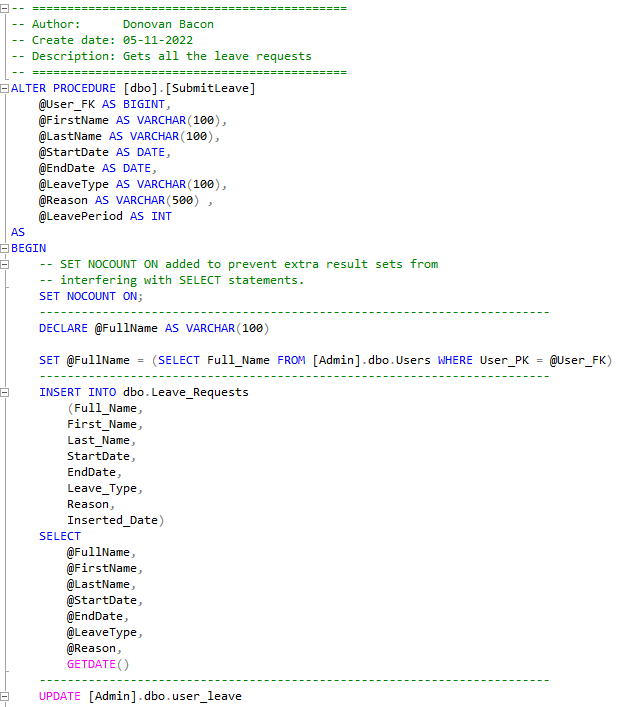 -- =============================================
-- Author:      Donovan Bacon
-- Create date: 05-11-2022
-- Description: Gets all the leave requests
-- =============================================
ALTER PROCEDURE [dbo].[SubmitLeave]
    @User_FK AS BIGINT,
    @FirstName AS VARCHAR(100),
    @LastName AS VARCHAR(100),
    @StartDate AS DATE,
    @EndDate AS DATE,
    @LeaveType AS VARCHAR(100),
    @Reason AS VARCHAR(500) ,
    @LeavePeriod AS INT
AS
BEGIN
    -- SET NOCOUNT ON added to prevent extra result sets from
    -- interfering with SELECT statements.
    SET NOCOUNT ON;
    -------------------------------------------------------------------------
    DECLARE @FullName AS VARCHAR(100)
    SET @FullName = (SELECT Full_Name FROM [Admin].dbo.Users WHERE User_PK = @User_FK)
    -------------------------------------------------------------------------
    INSERT INTO dbo.Leave_Requests
        (Full_Name,
        First_Name,
        Last_Name,
        StartDate,
        EndDate,
        Leave_Type,
        Reason,
        Inserted_Date)
    SELECT
        @FullName,
        @FirstName,
        @LastName,
        @StartDate,
        @EndDate,
        @LeaveType,
        @Reason,
        GETDATE()
    -------------------------------------------------------------------------
    UPDATE [Admin].dbo.user_leave